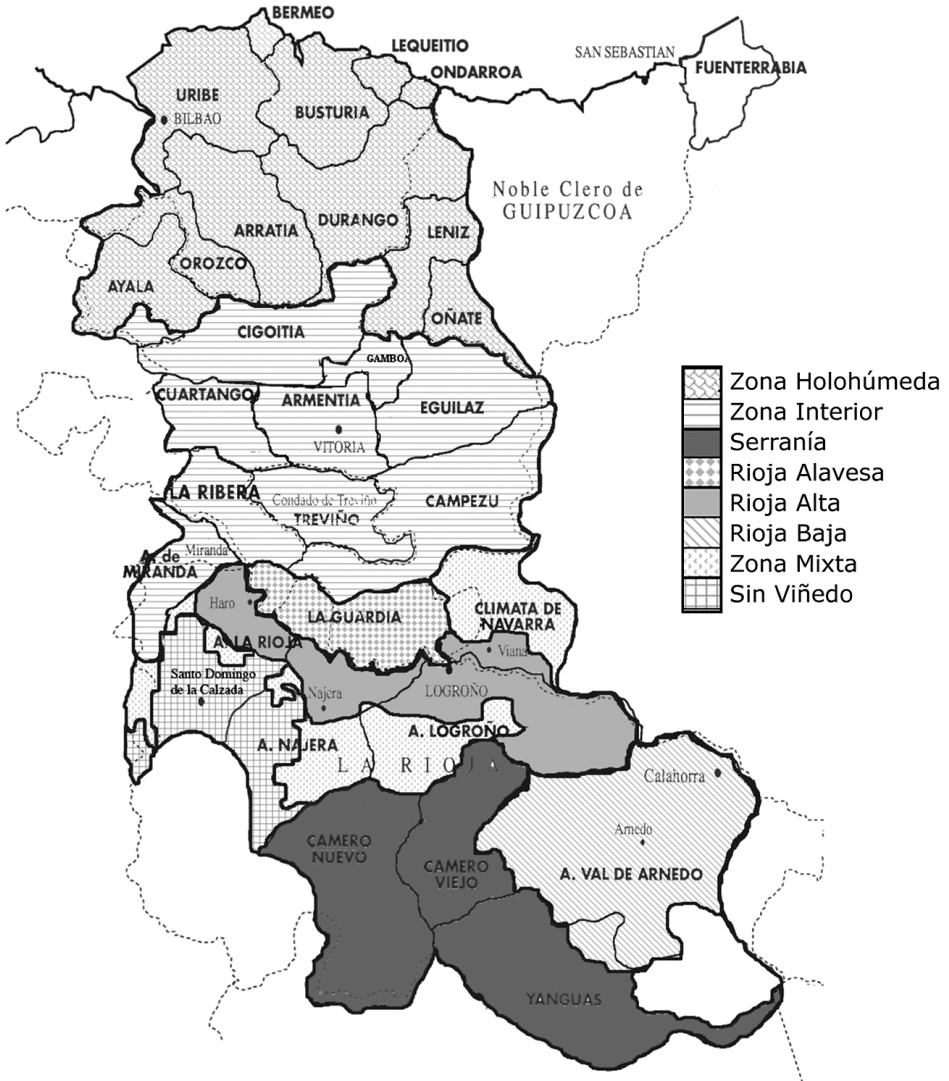 BERMEO
LEQUEITIO
SAN SEBASTIAN
FUENTERRABIA
ONDARROA
URIBE
BILBAO
BUSTURIA
Noble Clero de
GUIPUZCOA
DURANGO
ARRATIA
LENIZ
OROZCO
AYALA
OÑATE
CIGOITIA
GAMBOA
CUARTANGO
ARMENTIA
EGUILAZ
VITORIA
LA RIBERA
Condado de Treviño
TREVIÑO
CAMPEZU
Miranda
A. de
MIRANDA
Haro
LA GUARDIA
CLIMATA DE
NAVARRA
A. LA RIOJA
Viana
Santo Domingo
de la Calzada
Najera
LOGROÑO
A. NAJERA
A. LOGROÑO
LA RIOJA
Calahorra
Arnedo
CAMERO
NUEVO
CAMERO
VIEJO
A. VAL DE ARNEDO
YANGUAS
Zona Holohúmeda
Zona Interior
Serranía
Rioja Alavesa
Rioja Alta
Rioja Baja
Zona Mixta
Sin Viñedo